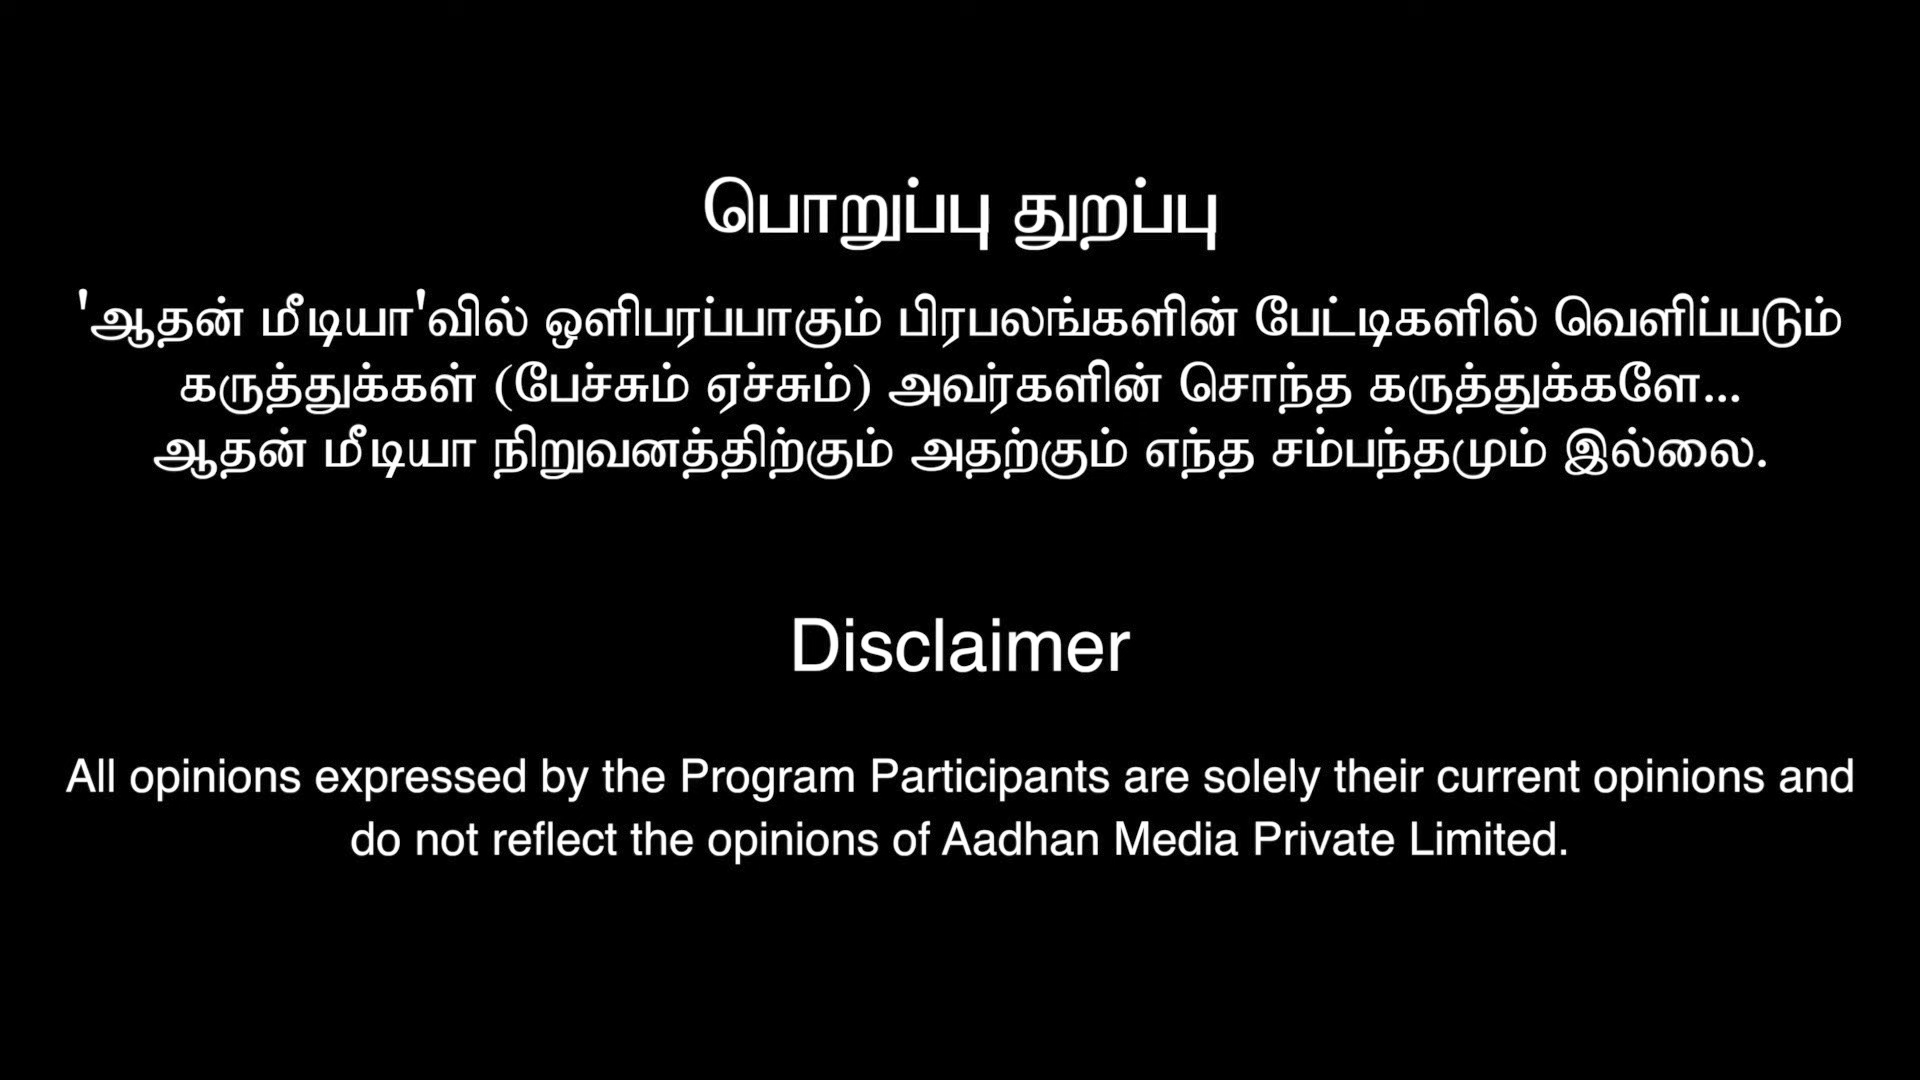 பொறுப்பு துறப்பு
'ஆதன் மீடியா'வில் ஒளிபரப்பாகும் பிரபலங்களின் பேட்டிகளில் வெளிப்படும்
கருத்துக்கள் (பேச்சும் ஏச்சும்) அவர்களின் சொந்த கருத்துக்களே...
ஆதன் மீடியா நிறுவனத்திற்கும் அதற்கும் எந்த சம்பந்தமும் இல்லை.
Disclaimer
All opinions expressed by the Program Participants are solely their current opinions and
do not reflect the opinions of Aadhan Media Private Limited.